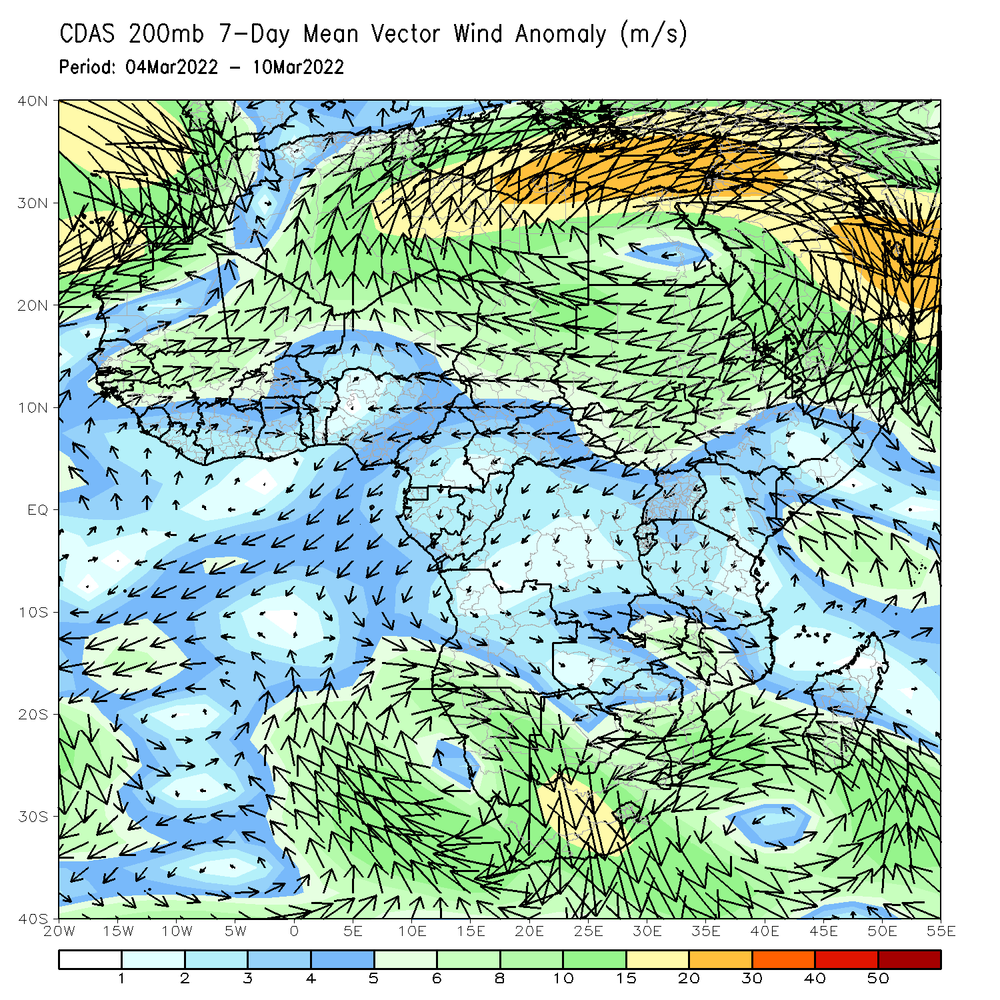 CDAS 200mb 7-Day Mean Vector Wind Anomaly (m/s)
Period: 04Mar2022 - 10Mar2022
40N
30N
20N
10N
EQ
10S
20S
30S
40S
20W 15W 10W 5W 0 5E 10E 15E 20E 25E 30E 35E 40E 45E 50E 55E
1 2 3 4 5 6 8 10 15 20 30 40 50